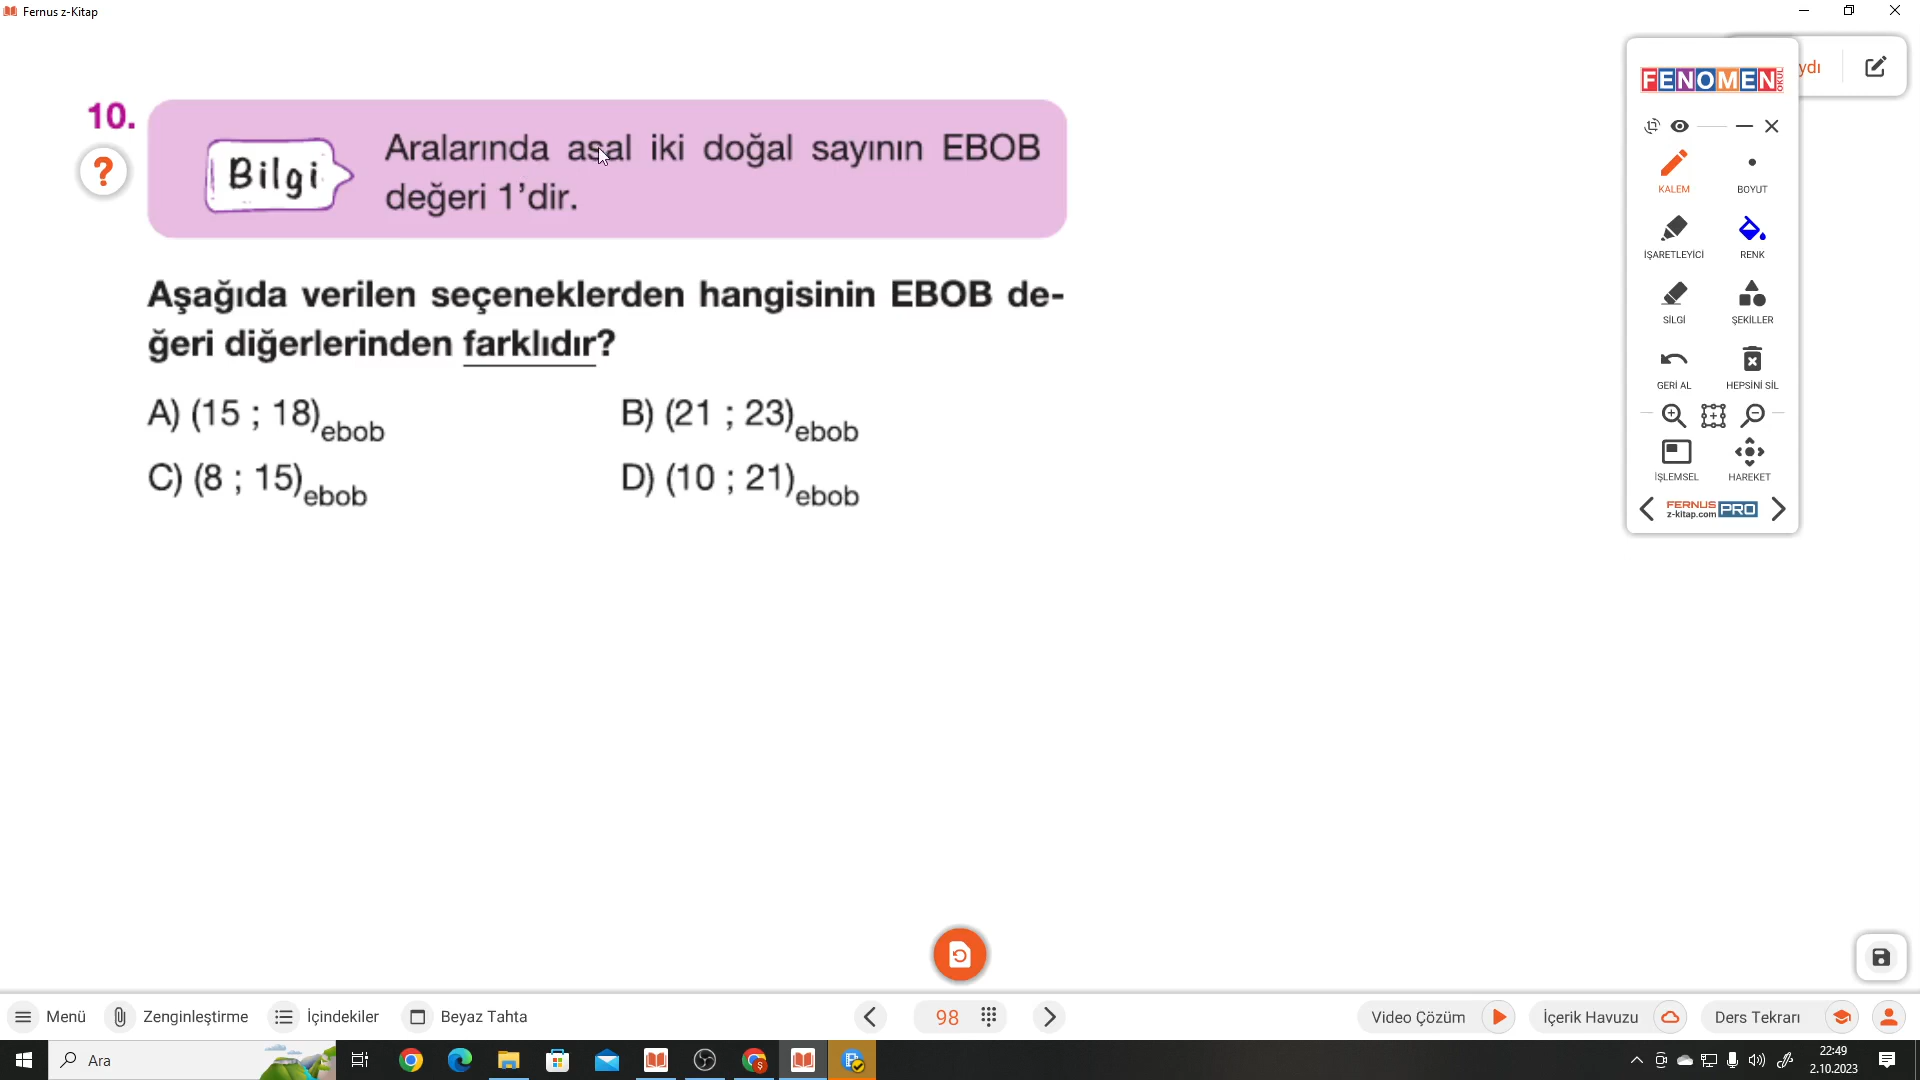 Fernus z-Kitap
10.
?
Bilgi
Aralarında asal iki doğal sayının EBOB
değeri 1’dir.
Aşağıda verilen seçeneklerden hangisinin EBOB de-
ğeri diğerlerinden farklıdır?
A) (15 ; 18)ebob
B) (21 ; 23)ebob
C) (8 ; 15)ebob
D) (10 ; 21)ebob
ydı
FENOMEN OKUL
KALEM
BOYUT
İŞARETLEYİCİ
RENK
SİLGİ
ŞEKİLLER
GERİ AL
HEPSİNİ SİL
İŞLEMSEL
HAREKET
FERNUS
z-kitap.com PRO
Menü
Zenginleştirme
İçindekiler
Beyaz Tahta
98
Video Çözüm
İçerik Havuzu
Ders Tekrarı
Ara
22:49
2.10.2023